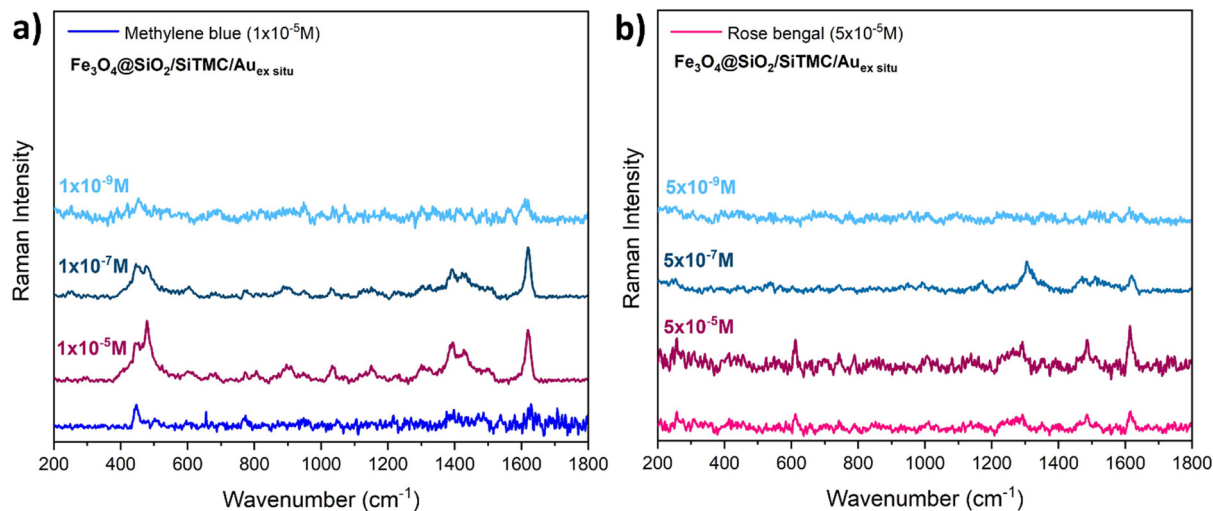 a)
Methylene blue (1x10⁻⁵M)
Fe₃O₄@SiO₂/SiTMC/Au_ex situ
Raman Intensity
1x10⁻⁹M
1x10⁻⁷M
1x10⁻⁵M
200 400 600 800 1000 1200 1400 1600 1800
Wavenumber (cm⁻¹)
b)
Rose bengal (5x10⁻⁵M)
Fe₃O₄@SiO₂/SiTMC/Au_ex situ
Raman Intensity
5x10⁻⁹M
5x10⁻⁷M
5x10⁻⁵M
200 400 600 800 1000 1200 1400 1600 1800
Wavenumber (cm⁻¹)